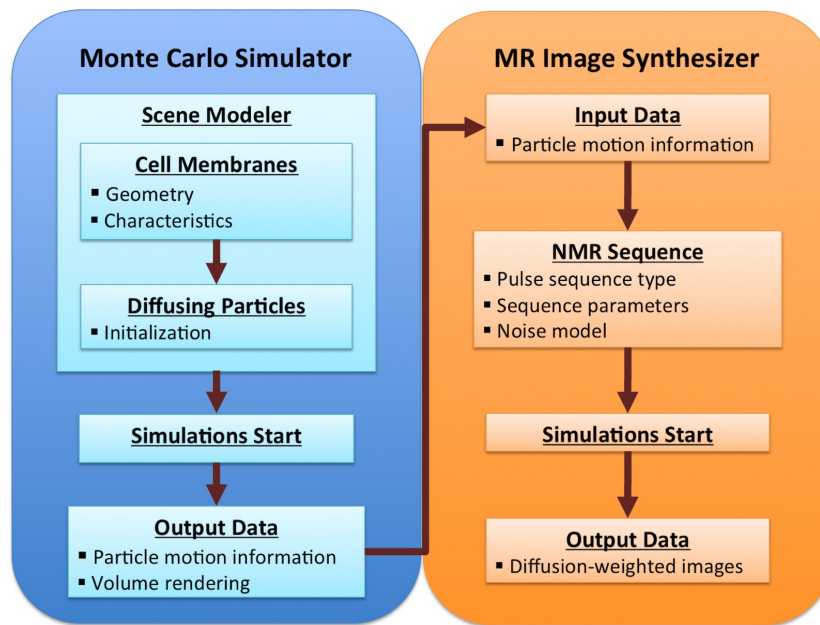 Monte Carlo Simulator
Scene Modeler
Cell Membranes
▪ Geometry
▪ Characteristics
Diffusing Particles
▪ Initialization
Simulations Start
Output Data
▪ Particle motion information
▪ Volume rendering
MR Image Synthesizer
Input Data
▪ Particle motion information
NMR Sequence
▪ Pulse sequence type
▪ Sequence parameters
▪ Noise model
Simulations Start
Output Data
▪ Diffusion-weighted images